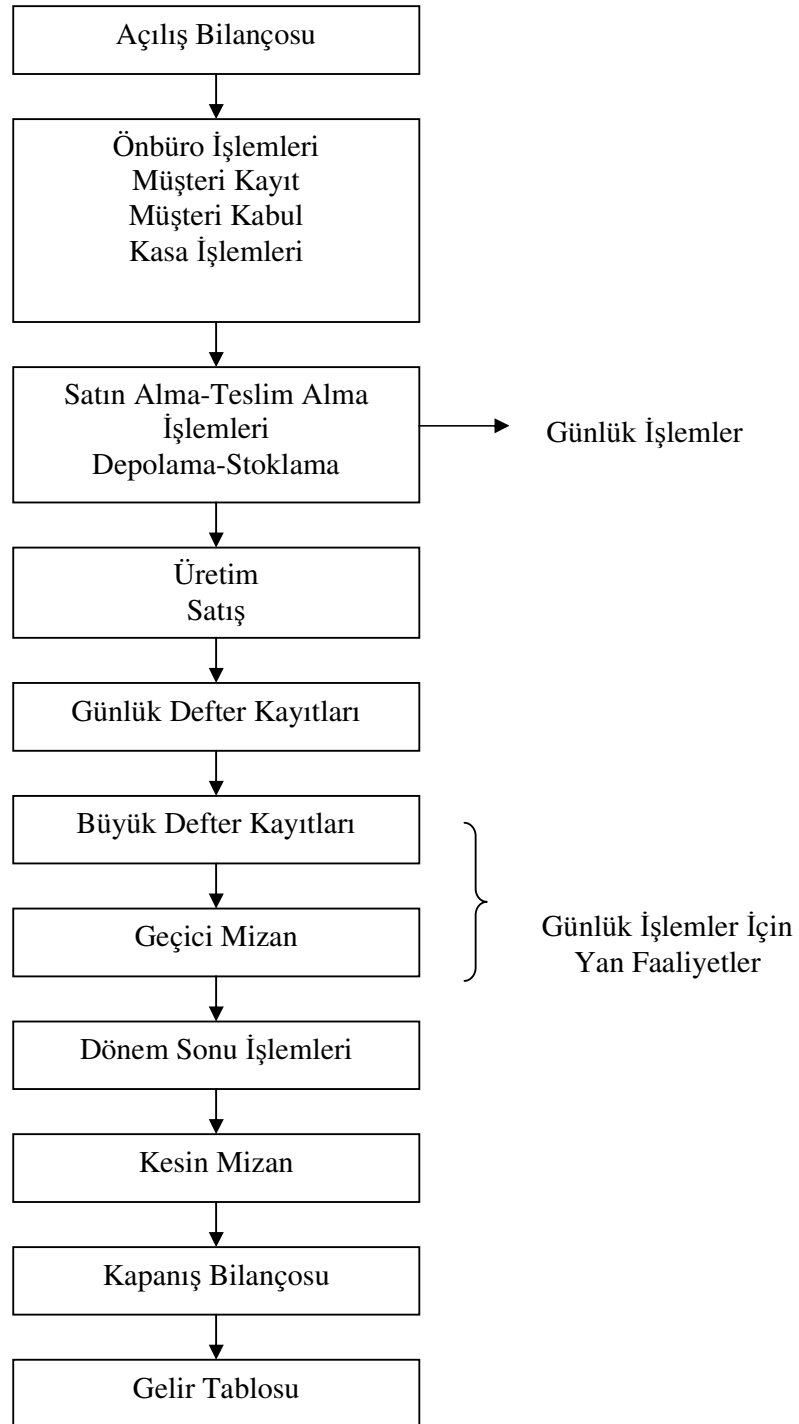 Açılış Bilançosu
Önbüro İşlemleri
Müşteri Kayıt
Müşteri Kabul
Kasa İşlemleri
Satın Alma-Teslim Alma
İşlemleri
Depolama-Stoklama
Günlük İşlemler
Üretim
Satış
Günlük Defter Kayıtları
Büyük Defter Kayıtları
Geçici Mizan
Günlük İşlemler İçin
Yan Faaliyetler
Dönem Sonu İşlemleri
Kesin Mizan
Kapanış Bilançosu
Gelir Tablosu